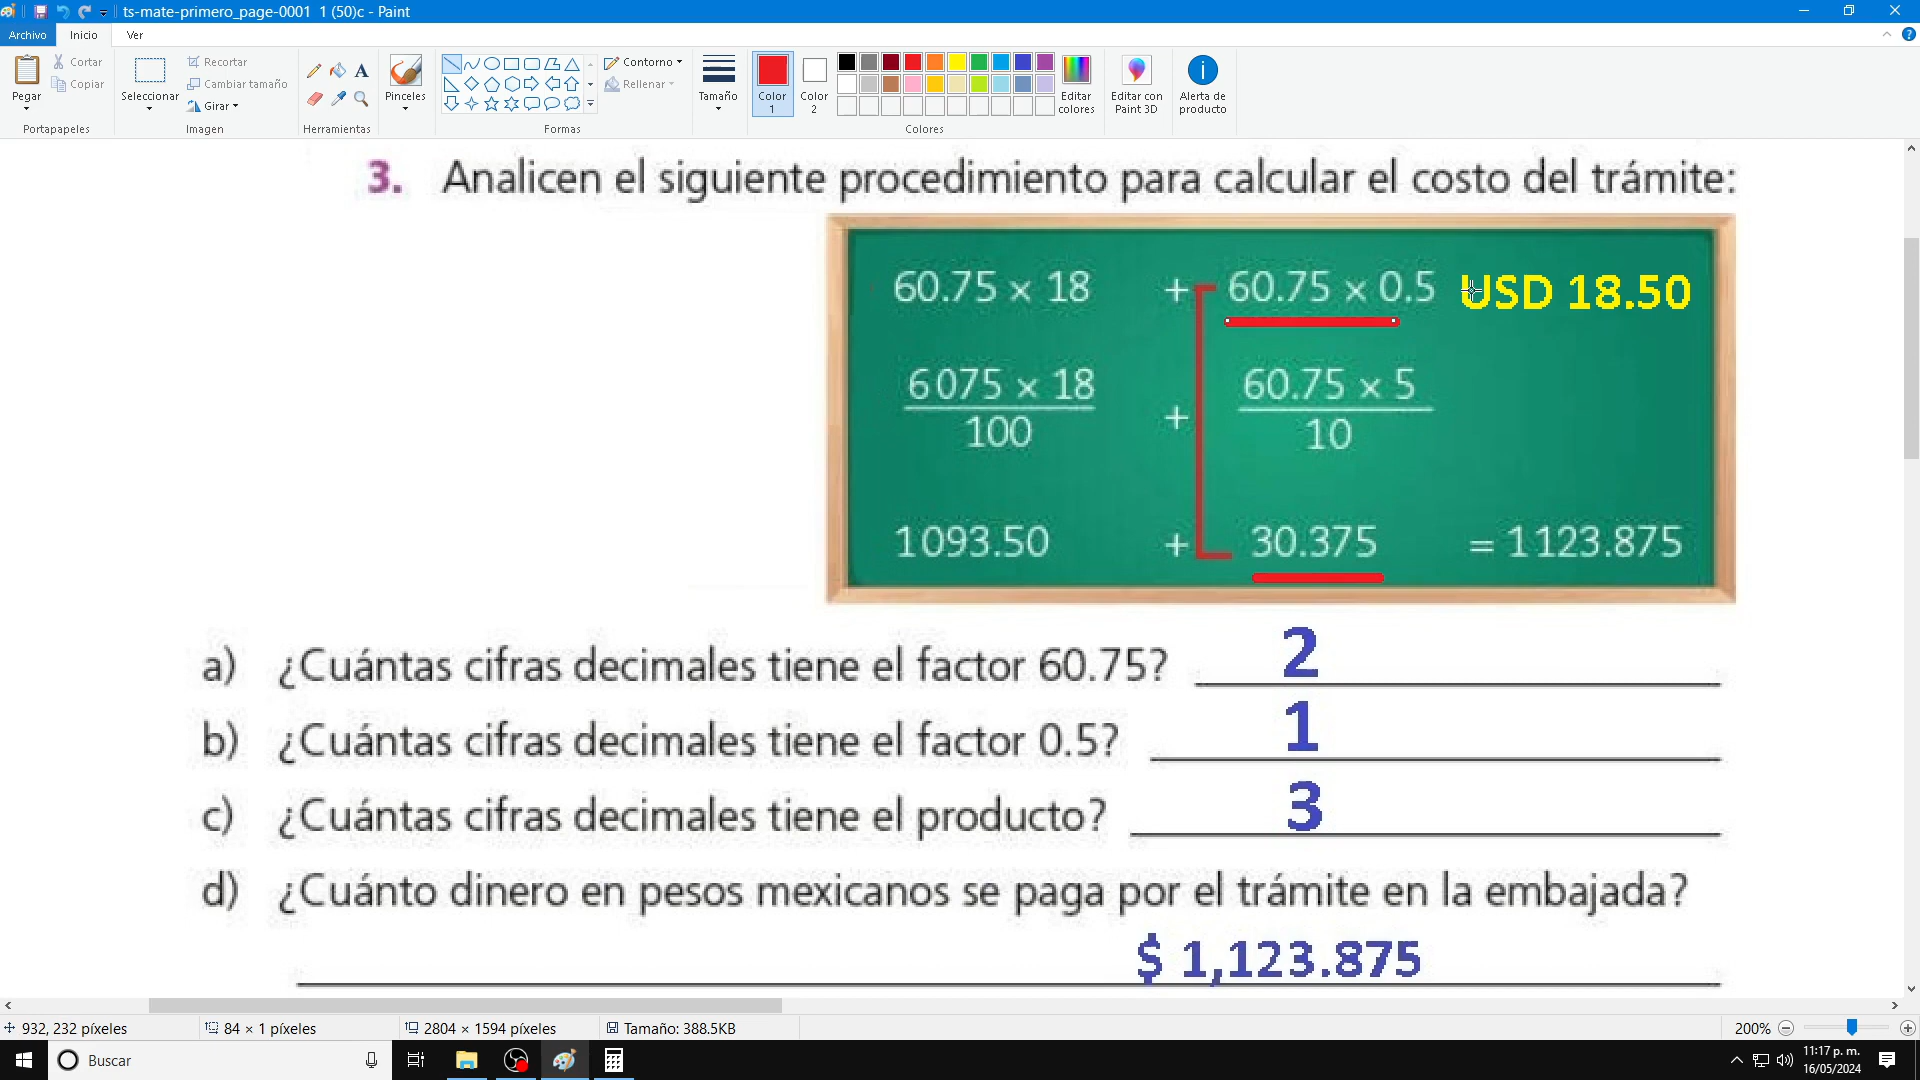 ts-mate-primero_page-0001 1 (50)c - Paint
Archivo Inicio Ver
Pegar Cortar Copiar Portapapeles
Seleccionar Recortar Cambiar tamaño Girar Imagen
A Herramientas
Pinceles
Contorno Rellenar Formas
Tamaño
Color 1 Color 2 Editar colores Colores
Editar con Paint 3D
Alerta de producto
3. Analicen el siguiente procedimiento para calcular el costo del trámite:
60.75 × 18 + 60.75 × 0.5 USD 18.50
6 075 × 18 + 60.75 × 5
100 10
1 093.50 + 30.375 = 1 123.875
a) ¿Cuántas cifras decimales tiene el factor 60.75? 2
b) ¿Cuántas cifras decimales tiene el factor 0.5? 1
c) ¿Cuántas cifras decimales tiene el producto? 3
d) ¿Cuánto dinero en pesos mexicanos se paga por el trámite en la embajada?
$ 1,123.875
932, 232 píxeles 84 × 1 píxeles 2804 × 1594 píxeles Tamaño: 388.5KB 200%
Buscar 11:17 p. m.
16/05/2024